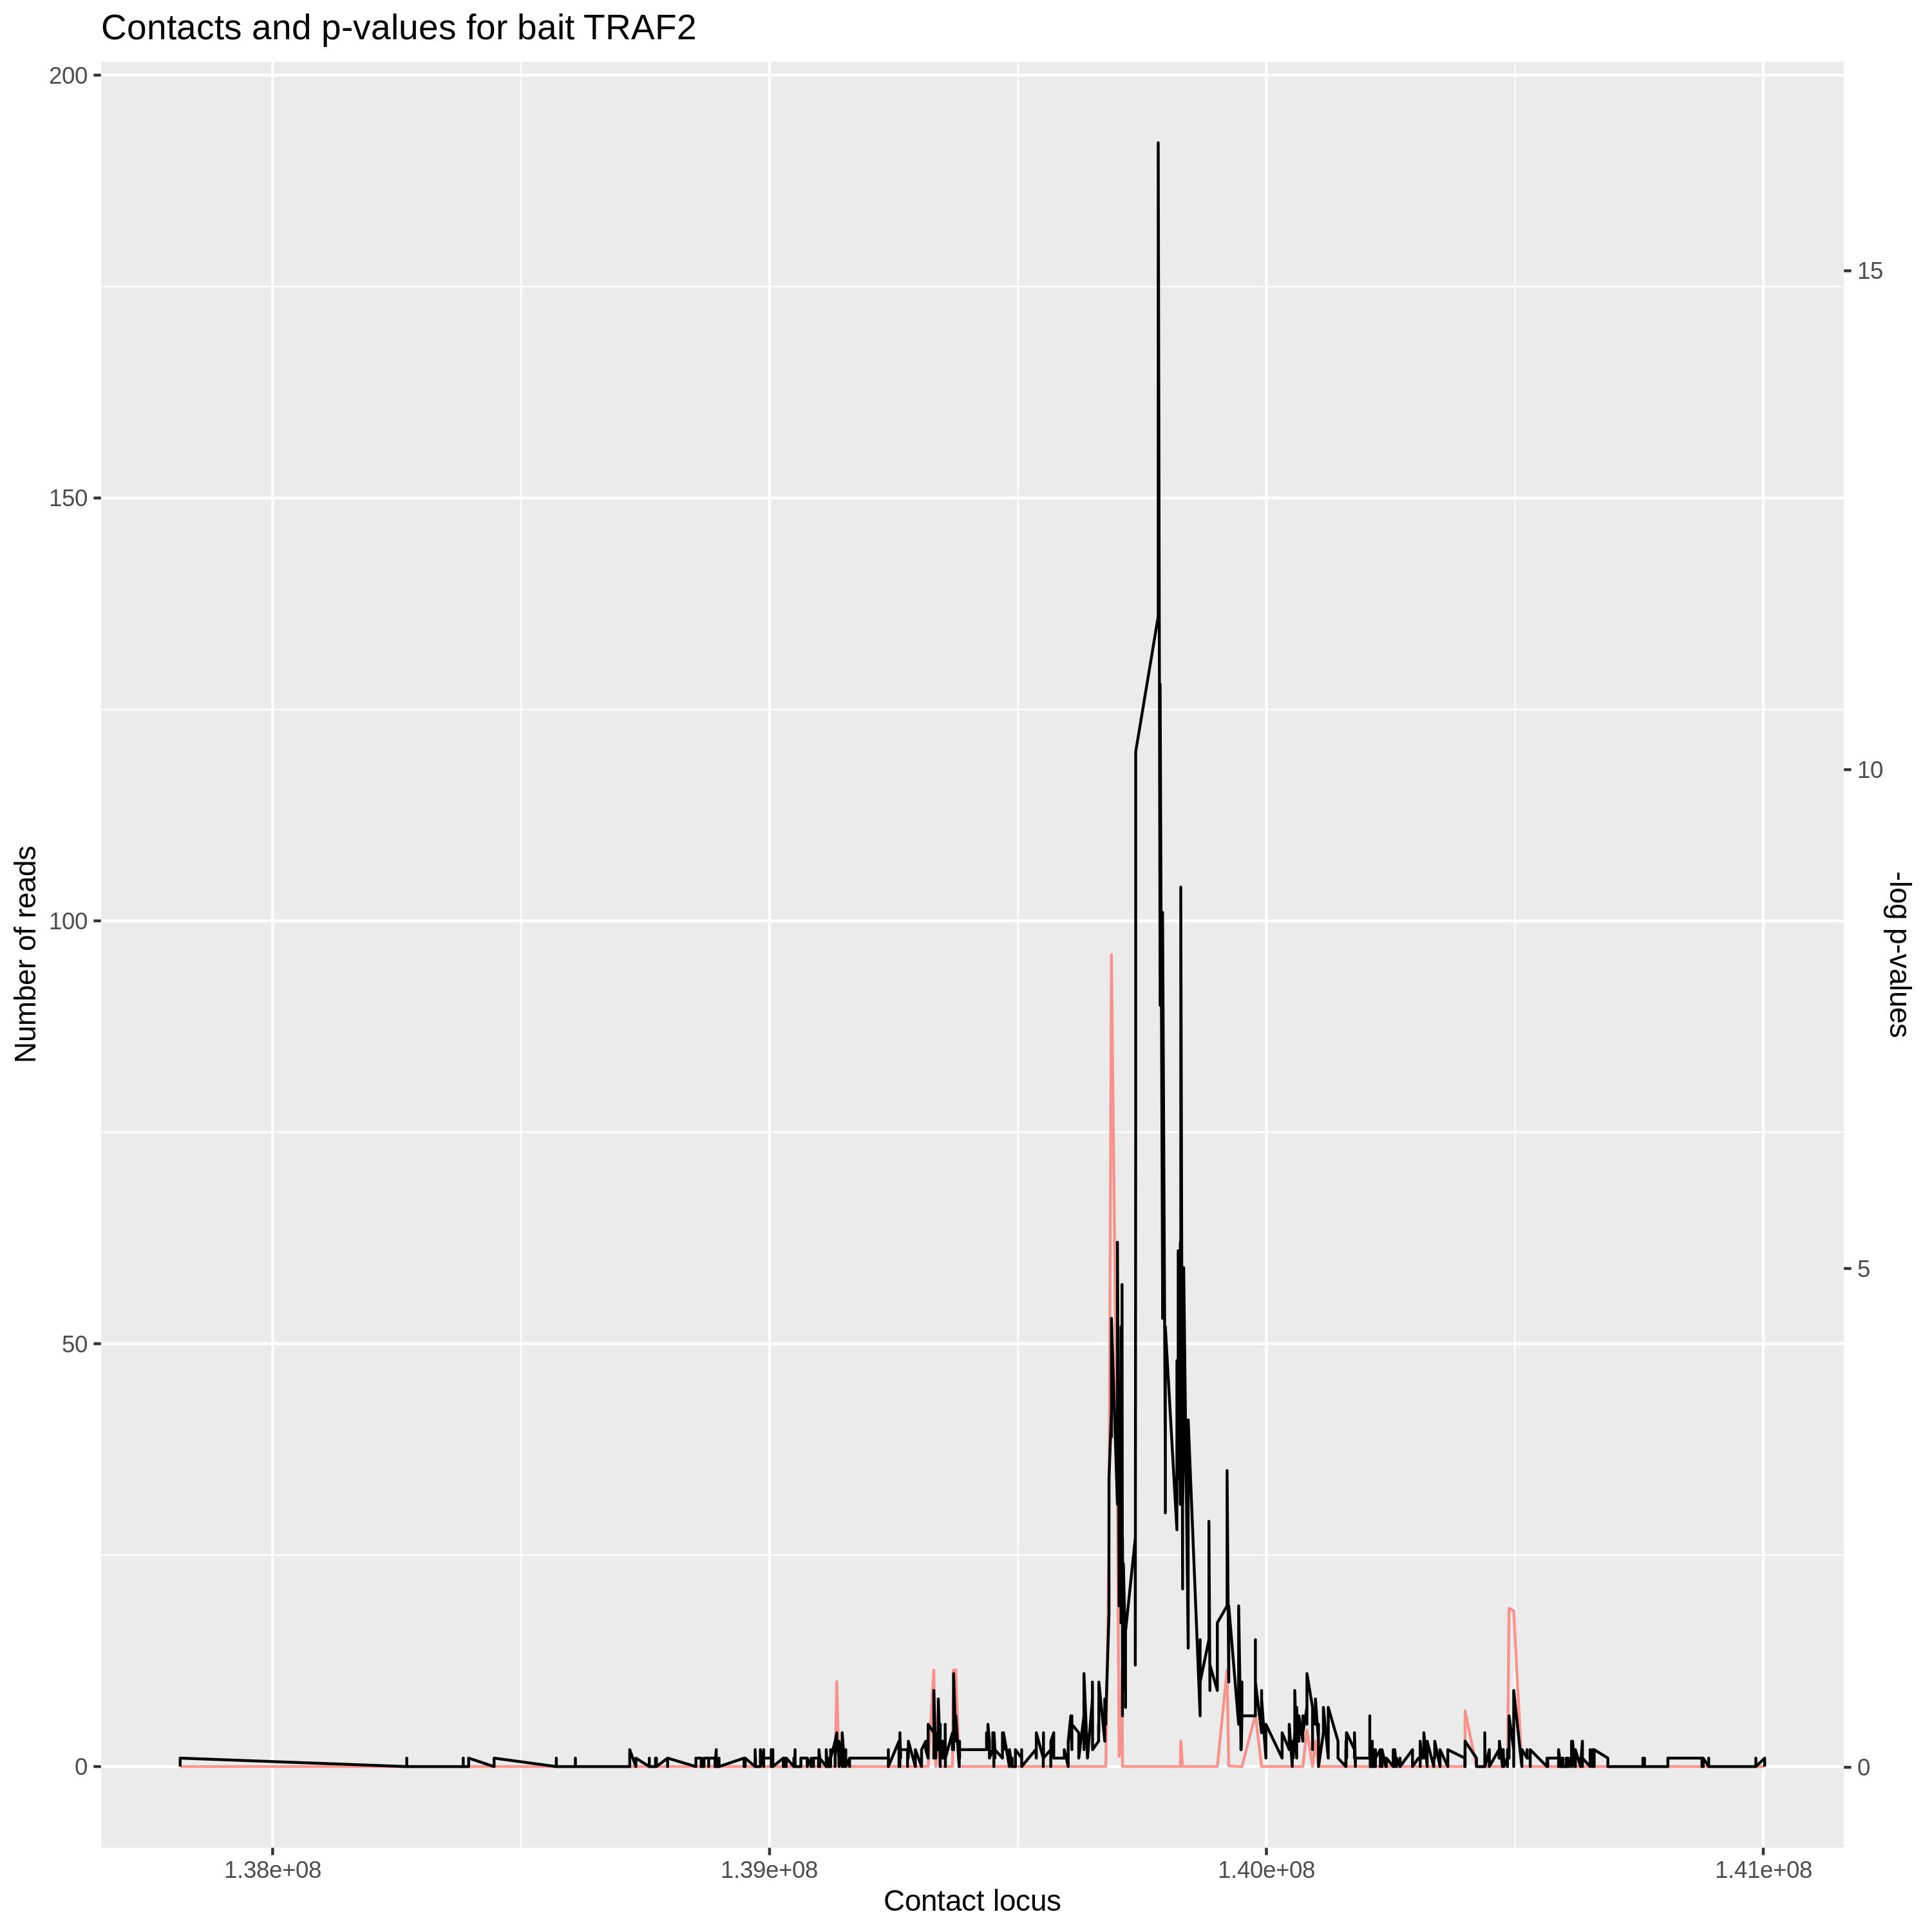 Contacts and p-values for bait TRAF2
200
150
100
50
0
Number of reads
15
10
5
0
-log p-values
1.38e+08
1.39e+08
1.40e+08
1.41e+08
Contact locus